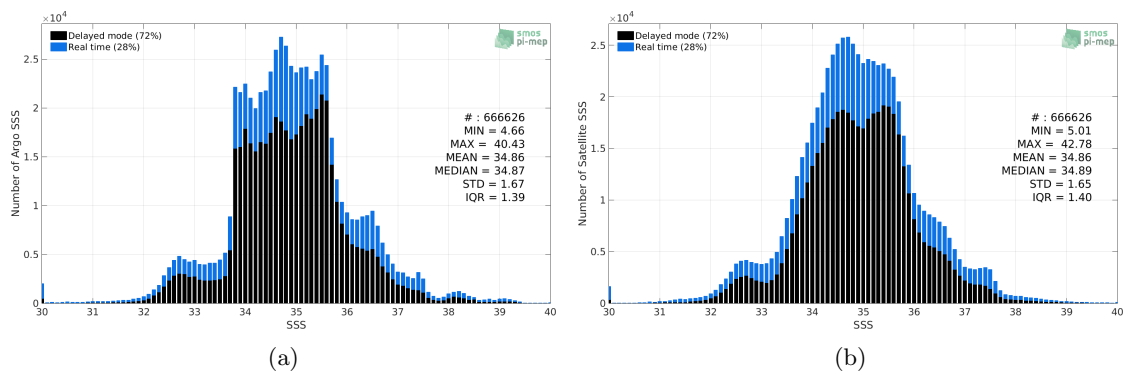 ×10⁴
Delayed mode (72%)
Real time (28%)
smos
pi-mep
2.5
2
1.5
1
0.5
0
Number of Argo SSS
# : 666626
MIN = 4.66
MAX = 40.43
MEAN = 34.86
MEDIAN = 34.87
STD = 1.67
IQR = 1.39
30 31 32 33 34 35 36 37 38 39 40
SSS
(a)
×10⁴
Delayed mode (72%)
Real time (28%)
smos
pi-mep
2.5
2
1.5
1
0.5
0
Number of Satellite SSS
# : 666626
MIN = 5.01
MAX = 42.78
MEAN = 34.86
MEDIAN = 34.89
STD = 1.65
IQR = 1.40
30 31 32 33 34 35 36 37 38 39 40
SSS
(b)